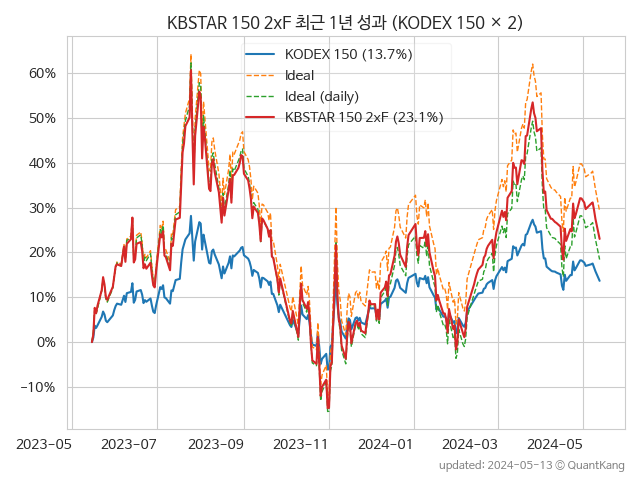 KBSTAR 150 2xF 최근 1년 성과 (KODEX 150 × 2)
KODEX 150 (13.7%)
Ideal
Ideal (daily)
KBSTAR 150 2xF (23.1%)
60%
50%
40%
30%
20%
10%
0%
−10%
2023-05
2023-07
2023-09
2023-11
2024-01
2024-03
2024-05
updated: 2024-05-13 ⓒ QuantKang